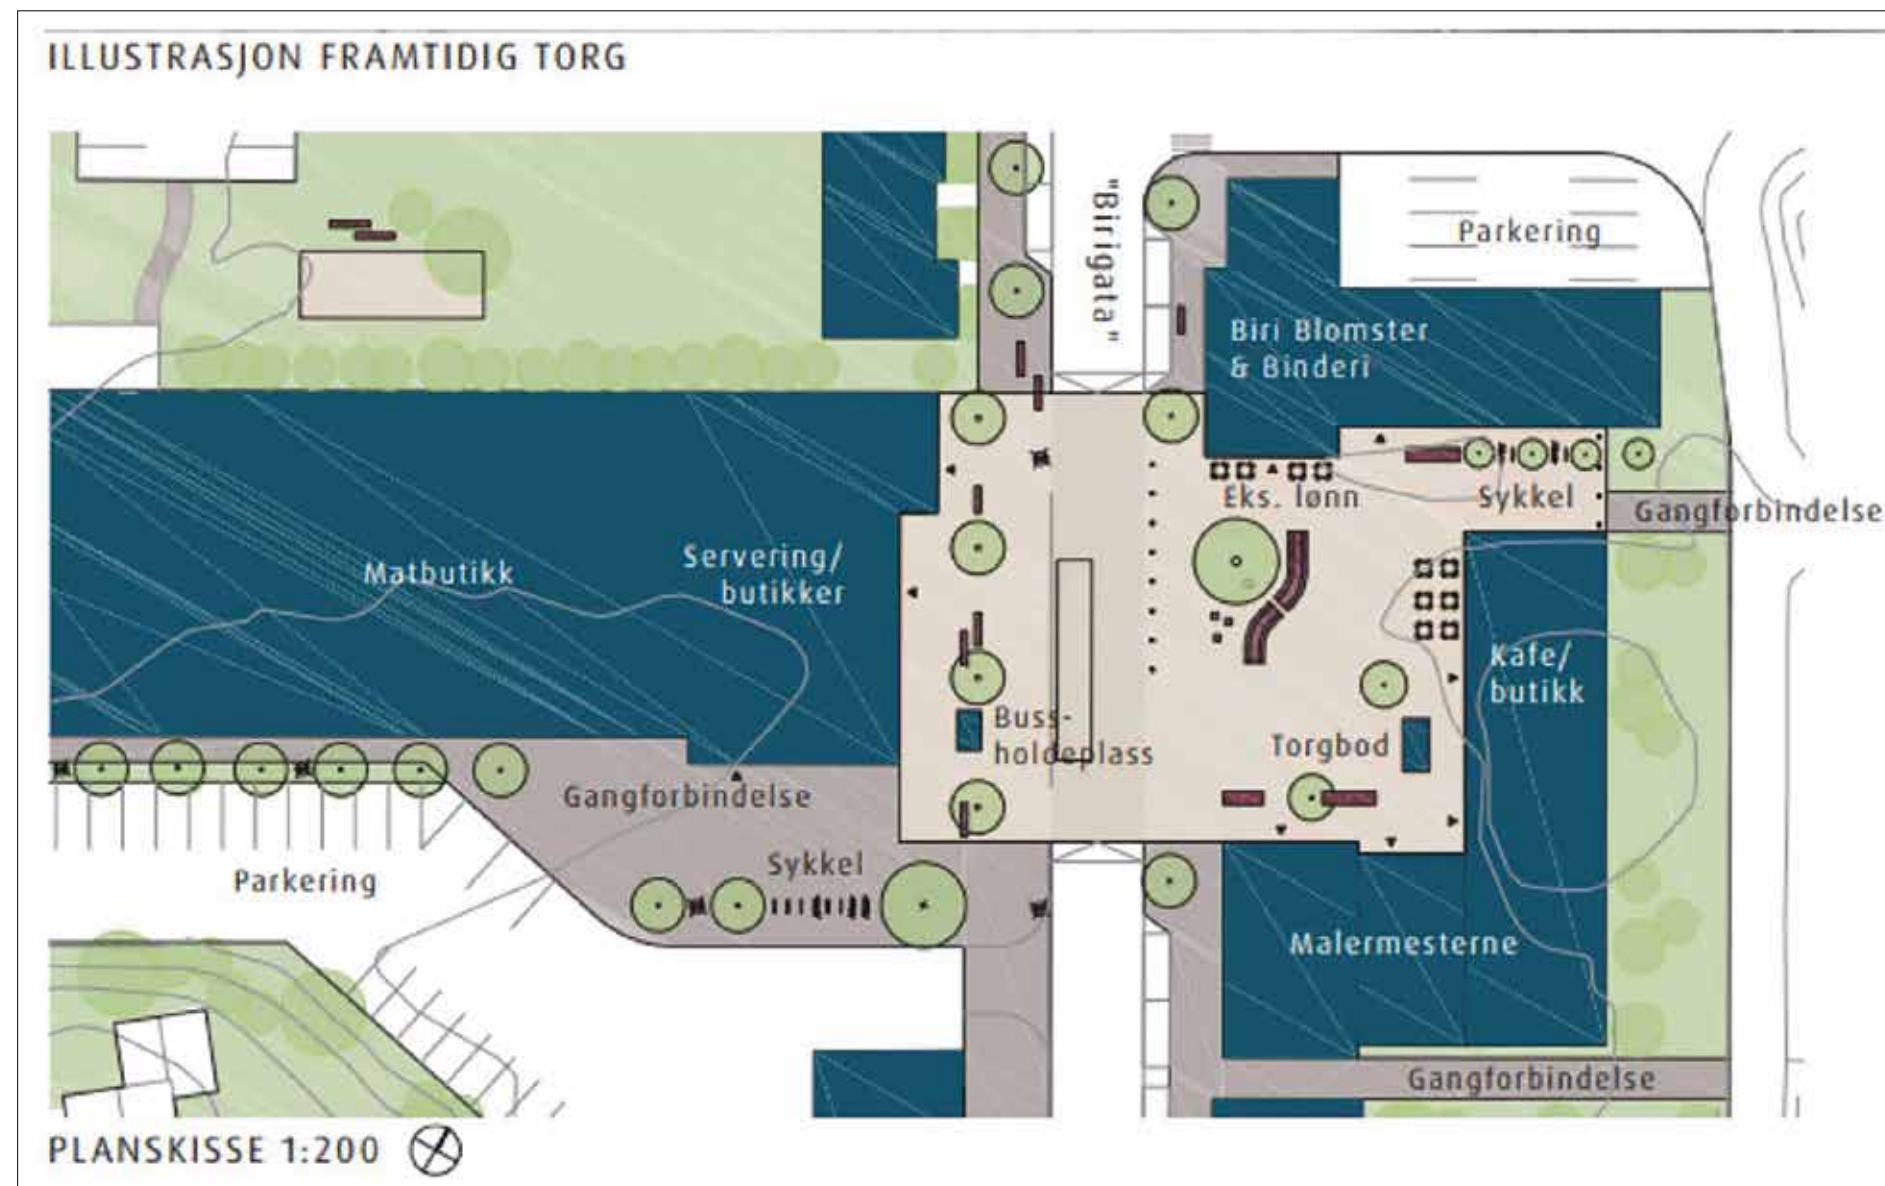 ILLUSTRASJON FRAMTIDIG TORG
"Birigata"
Parkering
Biri Blomster
& Binderi
Eks. lønn
Sykkel
Gangforbindelse
Matbutikk
Servering/
butikker
Kafe/
butikk
Buss-
holdeplass
Torgbod
Gangforbindelse
Parkering
Sykkel
Malermesterne
Gangforbindelse
PLANSKISSE 1:200